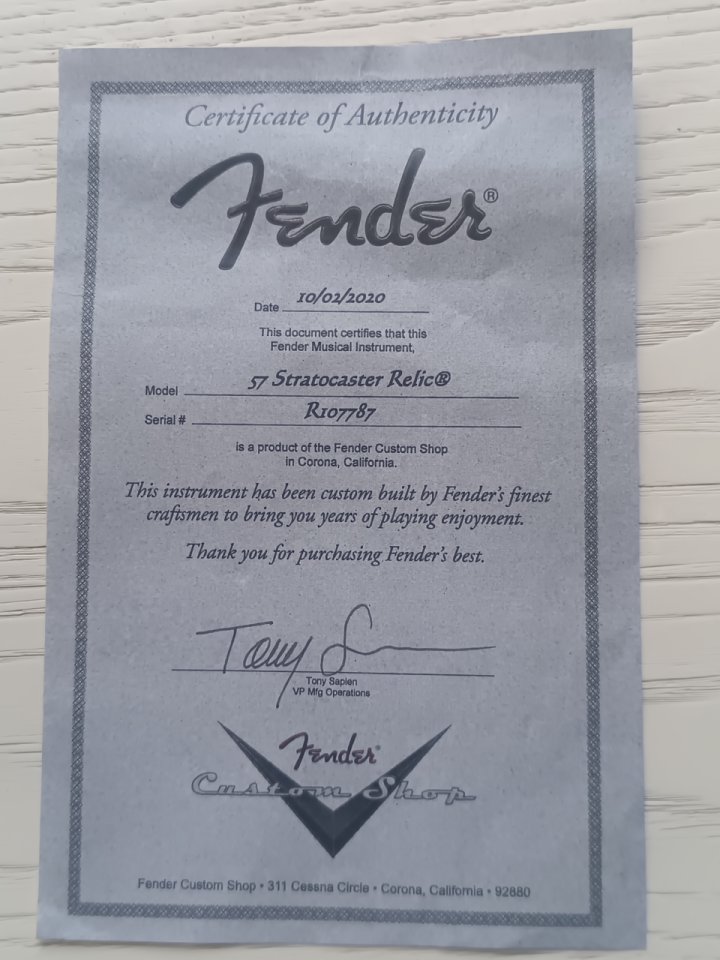 Certificate of Authenticity
Fender®
Date 10/02/2020
This document certifies that this
Fender Musical Instrument,
Model 57 Stratocaster Relic®
Serial # R107787
is a product of the Fender Custom Shop
in Corona, California.
This instrument has been custom built by Fender's finest
craftsmen to bring you years of playing enjoyment.
Thank you for purchasing Fender's best.
Tony S
Tony Sapien
VP Mfg Operations
Fender®
Custom Shop
Fender Custom Shop • 311 Cessna Circle • Corona, California • 92880